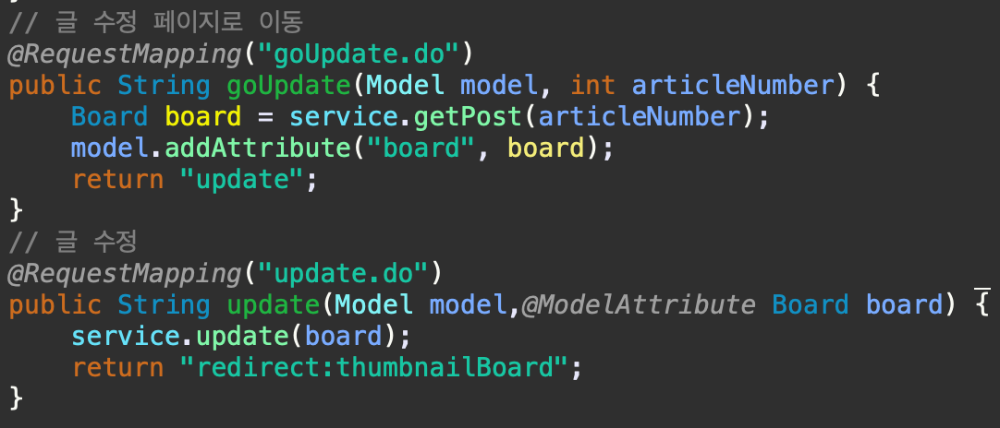 // 글 수정 페이지로 이동
@RequestMapping("goUpdate.do")
public String goUpdate(Model model, int articleNumber) {
    Board board = service.getPost(articleNumber);
    model.addAttribute("board", board);
    return "update";
}
// 글 수정
@RequestMapping("update.do")
public String update(Model model,@ModelAttribute Board board) {
    service.update(board);
    return "redirect:thumbnailBoard";
}